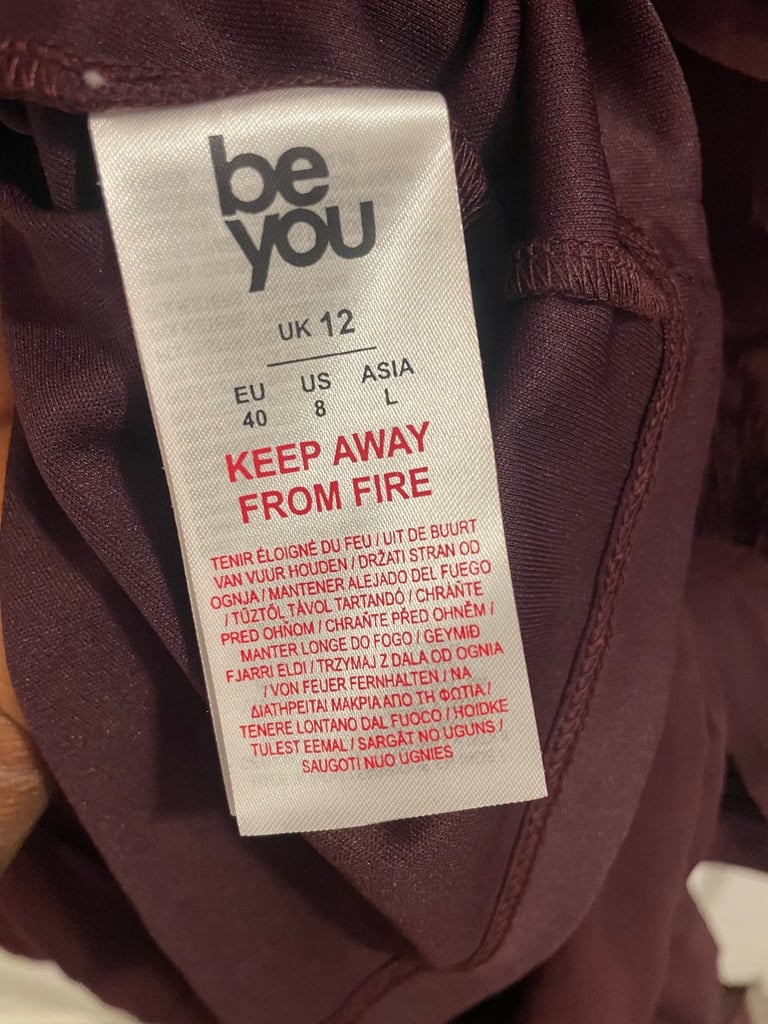 be
you
UK 12
EU US ASIA
40 8 L
KEEP AWAY
FROM FIRE
TENIR ÉLOIGNÉ DU FEU / UIT DE BUURT
VAN VUUR HOUDEN / DRŽATI STRAN OD
OGNJA / MANTENER ALEJADO DEL FUEGO
/ TŰZTŐL TÁVOL TARTANDÓ / CHRÁŇTE
PRED OHŇOM / CHRAŇTE PŘED OHNĚM /
MANTER LONGE DO FOGO / GEYMIÐ
FJARRI ELDI / TRZYMAJ Z DALA OD OGNIA
/ VON FEUER FERNHALTEN / ΝΑ
ΔΙΑΤΗΡΕΙΤΑΙ ΜΑΚΡΙΑ ΑΠΟ ΤΗ ΦΩΤΙΑ /
TENERE LONTANO DAL FUOCO / HOIDKE
TULEST EEMAL / SARGĀT NO UGUNS /
SAUGOTI NUO UGNIES